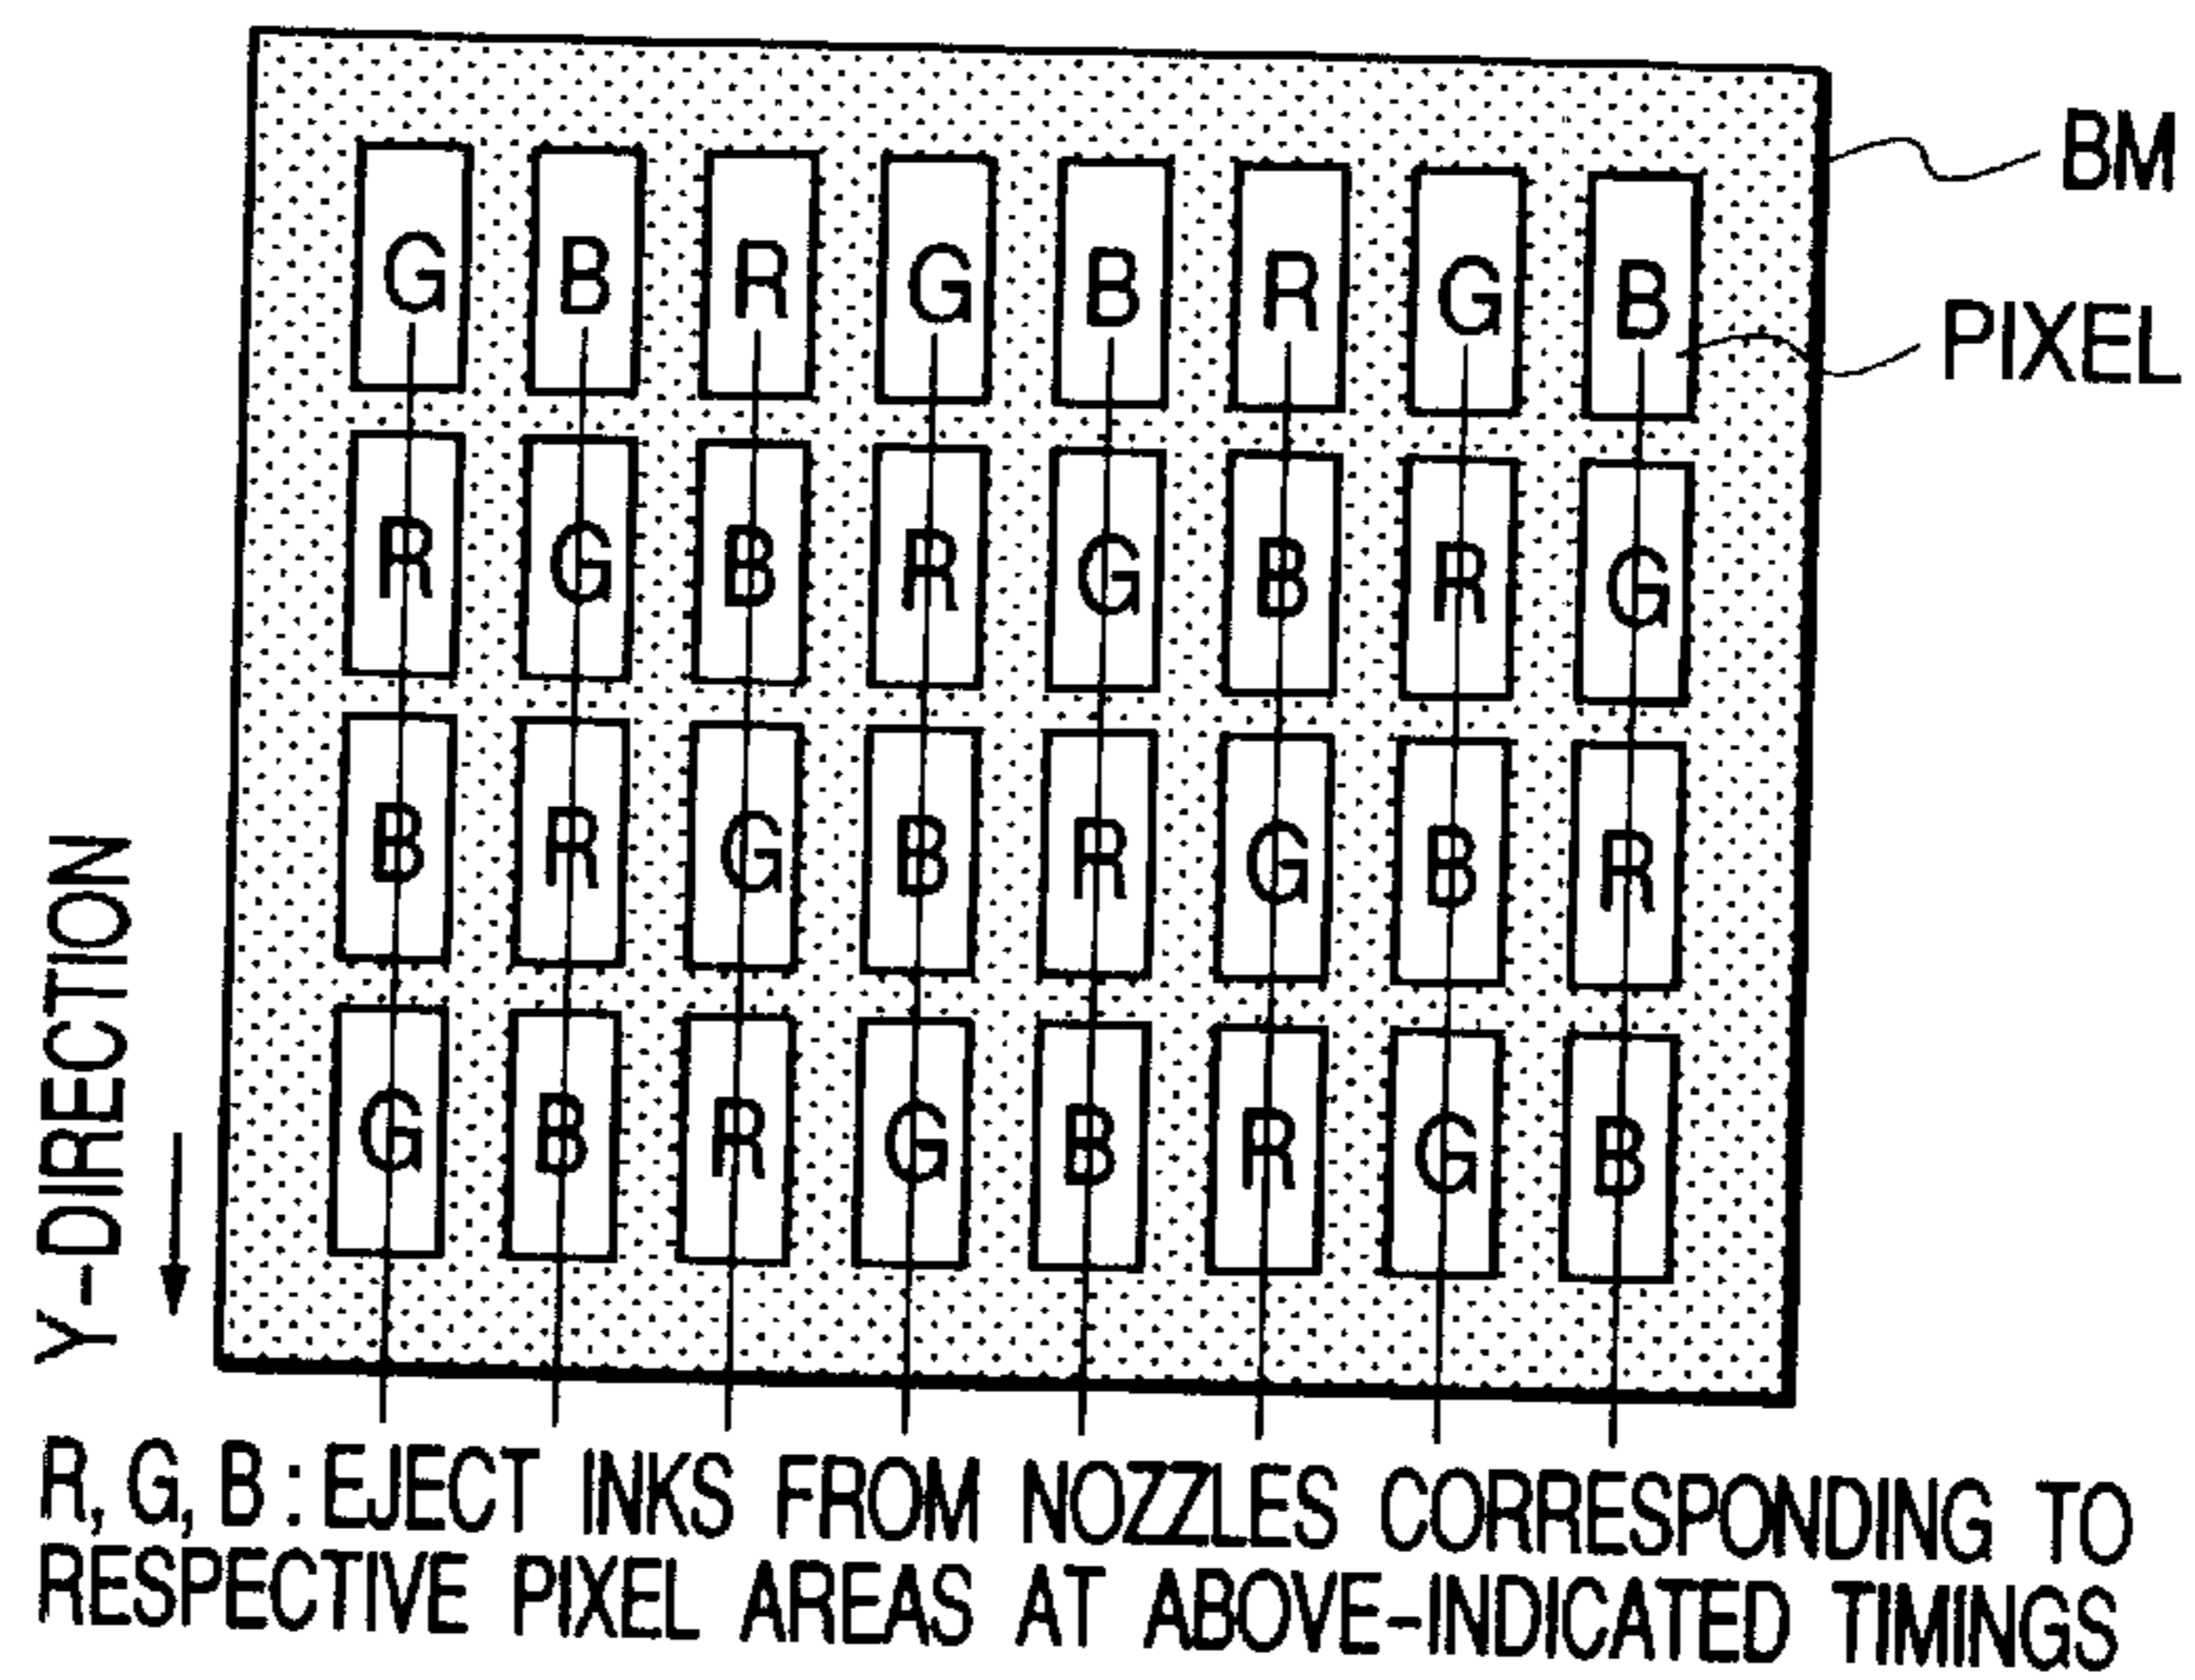 BM
PIXEL
G B R G B R G B
R G B R G B R G
B R G B R G B R
G B R G B R G B
Y-DIRECTION
R, G, B : EJECT INKS FROM NOZZLES CORRESPONDING TO
RESPECTIVE PIXEL AREAS AT ABOVE-INDICATED TIMINGS